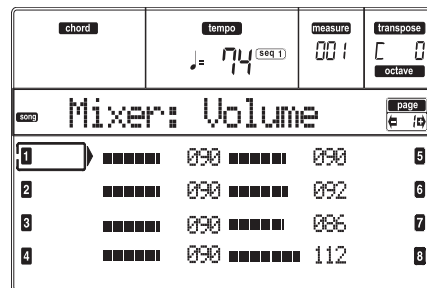 chord tempo measure transpose
♩= 74 seq 1 001 C 0
octave
song Mixer: Volume page
1
1 090 090 5
2 090 092 6
3 090 086 7
4 090 112 8